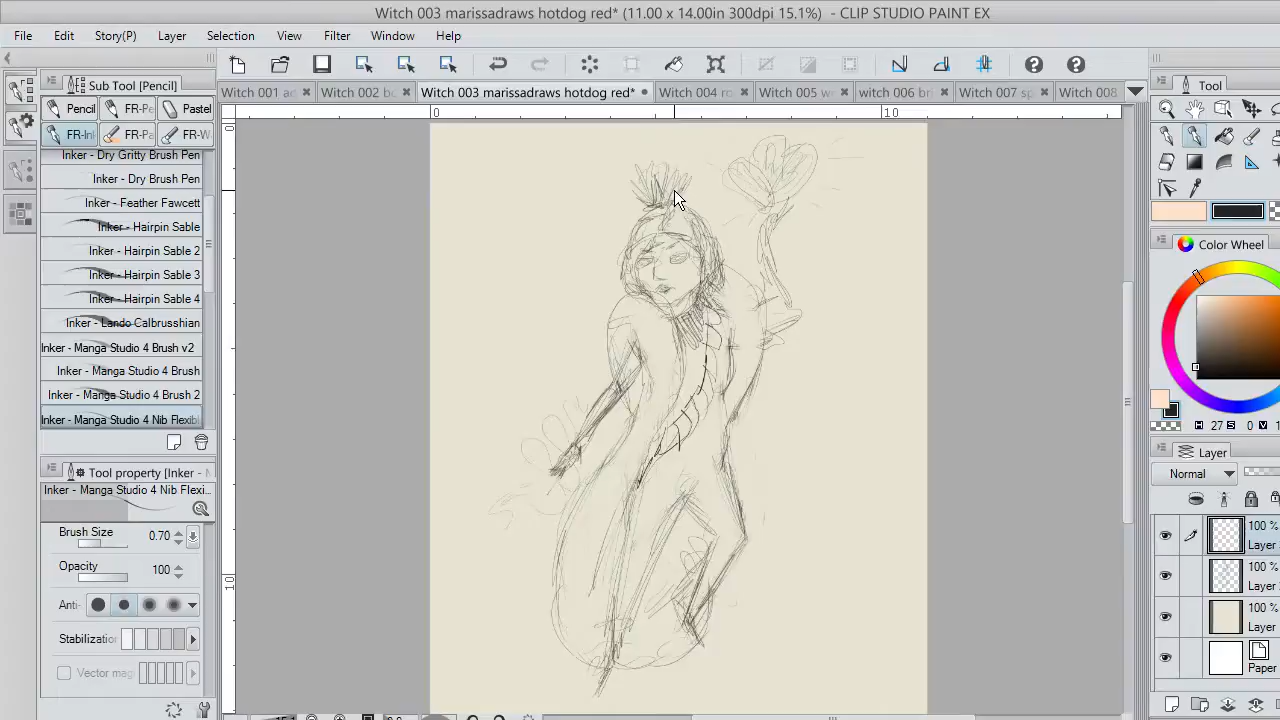 Witch 003 marissadraws hotdog red* (11.00 x 14.00in 300dpi 15.1%) - CLIP STUDIO PAINT EX
File Edit Story(P) Layer Selection View Filter Window Help
Sub Tool [Pencil]
Tool
Witch 001 Witch 002 Witch 003 marissadraws hotdog red* Witch 004 Witch 005 witch 006 Witch 007 Witch 008
Pencil FR-Pe Pastel
FR-Ink FR-Pa FR-W
0 10
0
10
Inker - Dry Gritty Brush Pen
Inker - Dry Brush Pen
Inker - Feather Fawcett
Inker - Hairpin Sable
Inker - Hairpin Sable 2
Inker - Hairpin Sable 3
Inker - Hairpin Sable 4
Inker - Lando Calbrusshian
Inker - Manga Studio 4 Brush v2
Inker - Manga Studio 4 Brush
Inker - Manga Studio 4 Brush 2
Inker - Manga Studio 4 Nib Flexibl
Tool property [Inker - M
Inker - Manga Studio 4 Nib Flexi...
Brush Size 0.70
Opacity 100
Anti-
Stabilization
Vector mag
Color Wheel
H 27 S 0 V
Layer
Normal
100 %
Layer
100 %
Layer
100 %
Layer
Paper